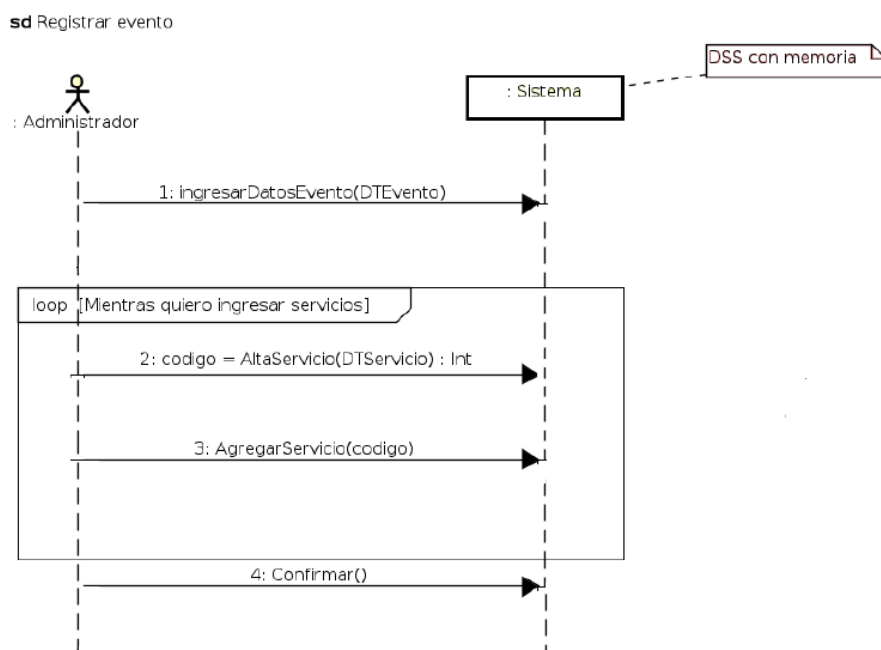 sd Registrar evento
DSS con memoria
: Sistema
: Administrador
1: ingresarDatosEvento(DTEvento)
loop [Mientras quiero ingresar servicios]
2: codigo = AltaServicio(DTServicio) : Int
3: AgregarServicio(codigo)
4: Confirmar()